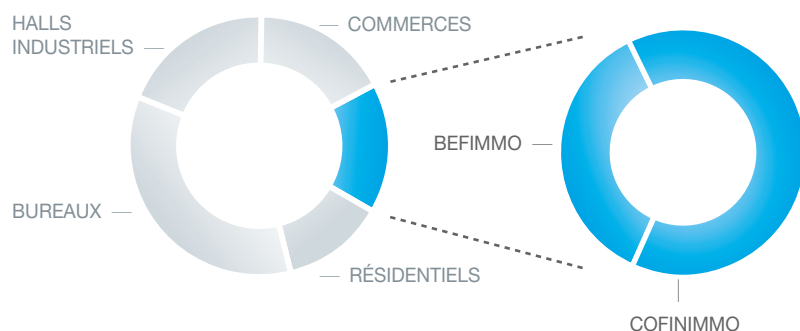 HALLS
INDUSTRIELS
COMMERCES
BEFIMMO
BUREAUX
RÉSIDENTIELS
COFINIMMO